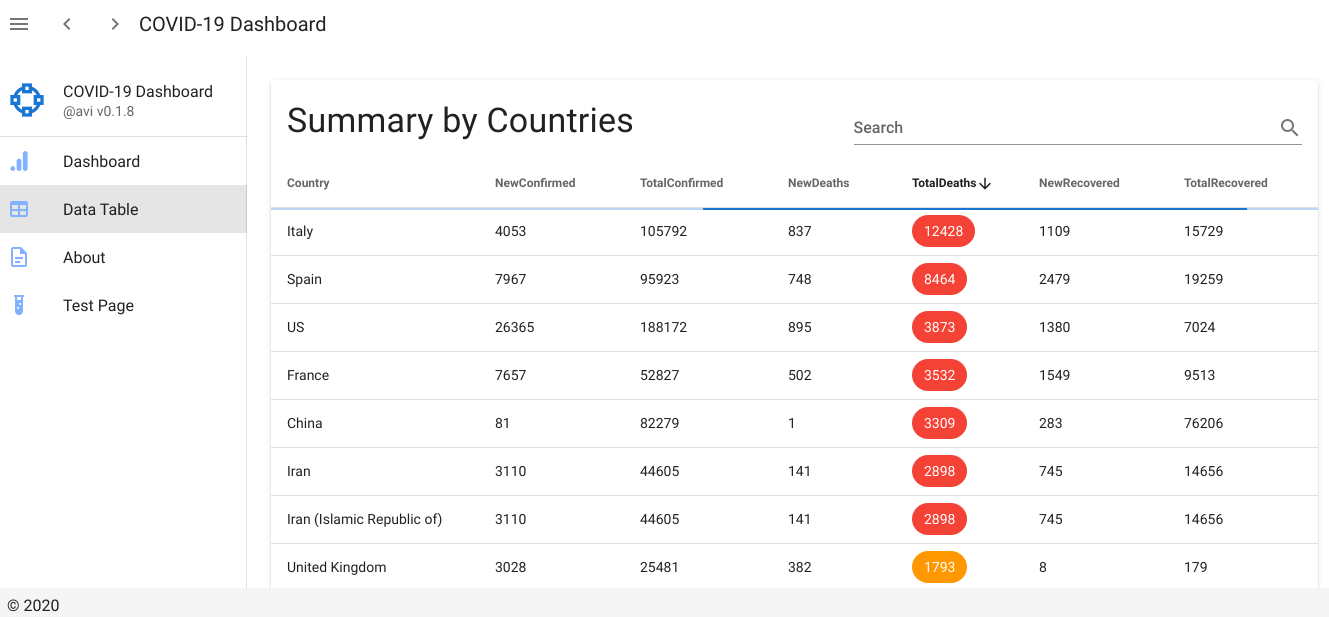 COVID-19 Dashboard
COVID-19 Dashboard
@avi v0.1.8
Dashboard
Data Table
About
Test Page
Summary by Countries
Search
Country NewConfirmed TotalConfirmed NewDeaths TotalDeaths NewRecovered TotalRecovered
Italy 4053 105792 837 12428 1109 15729
Spain 7967 95923 748 8464 2479 19259
US 26365 188172 895 3873 1380 7024
France 7657 52827 502 3532 1549 9513
China 81 82279 1 3309 283 76206
Iran 3110 44605 141 2898 745 14656
Iran (Islamic Republic of) 3110 44605 141 2898 745 14656
United Kingdom 3028 25481 382 1793 8 179
© 2020